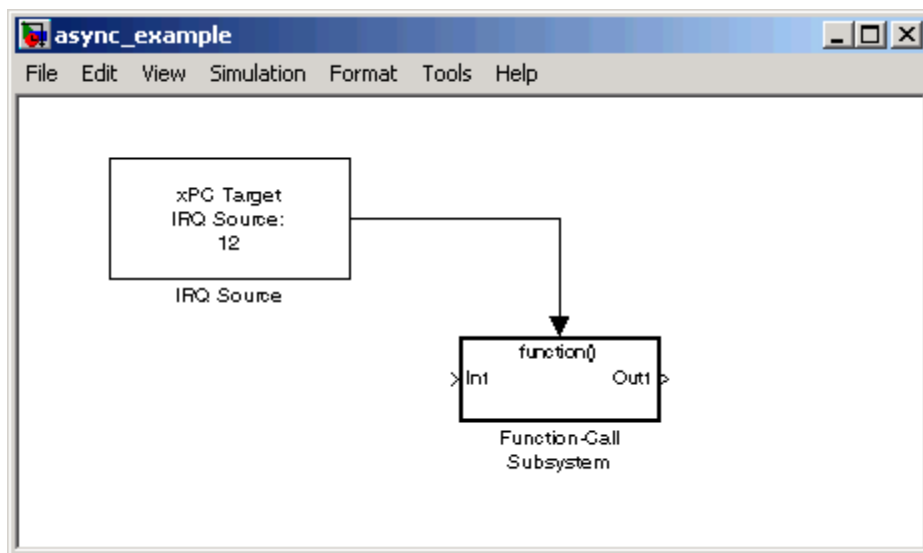 async_example
File Edit View Simulation Format Tools Help
xPC Target
IRQ Source:
12
IRQ Source
function()
In1 Out1
Function-Call
Subsystem